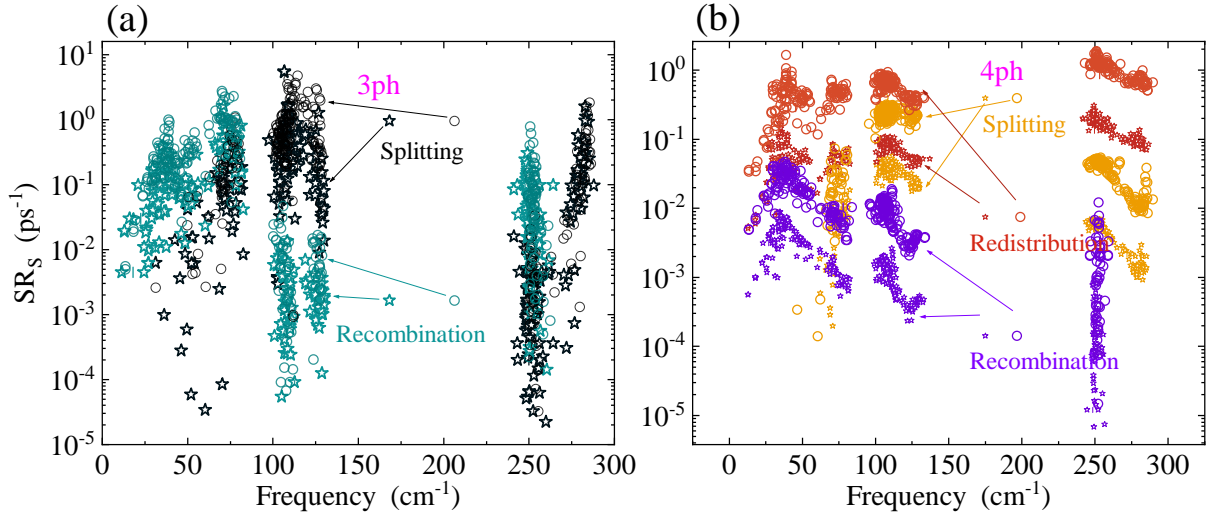 (a)
3ph
Splitting
Recombination
10^1
10^0
10^-1
10^-2
10^-3
10^-4
10^-5
SR_S (ps^-1)
0 50 100 150 200 250 300
Frequency (cm^-1)
(b)
4ph
Splitting
Redistribution
Recombination
10^0
10^-1
10^-2
10^-3
10^-4
10^-5
0 50 100 150 200 250 300
Frequency (cm^-1)